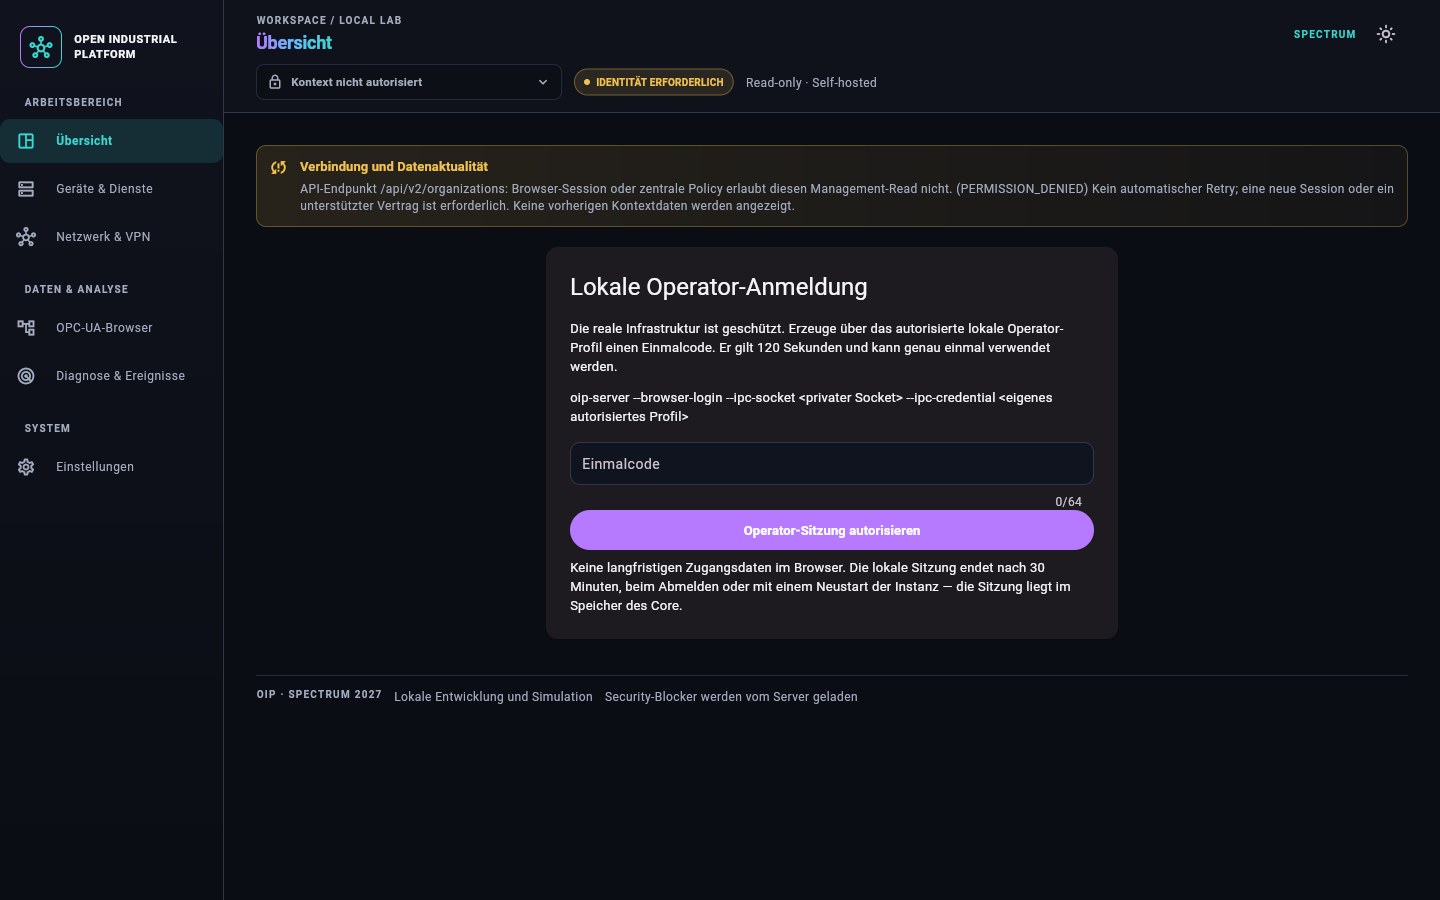 OPEN INDUSTRIAL
PLATFORM
ARBEITSBEREICH
Übersicht
Geräte & Dienste
Netzwerk & VPN
DATEN & ANALYSE
OPC-UA-Browser
Diagnose & Ereignisse
SYSTEM
Einstellungen
WORKSPACE / LOCAL LAB
Übersicht
SPECTRUM
Kontext nicht autorisiert
IDENTITÄT ERFORDERLICH
Read-only · Self-hosted
Verbindung und Datenaktualität
API-Endpunkt /api/v2/organizations: Browser-Session oder zentrale Policy erlaubt diesen Management-Read nicht. (PERMISSION_DENIED) Kein automatischer Retry; eine neue Session oder ein
unterstützter Vertrag ist erforderlich. Keine vorherigen Kontextdaten werden angezeigt.
Lokale Operator-Anmeldung
Die reale Infrastruktur ist geschützt. Erzeuge über das autorisierte lokale Operator-
Profil einen Einmalcode. Er gilt 120 Sekunden und kann genau einmal verwendet
werden.
oip-server --browser-login --ipc-socket <privater Socket> --ipc-credential <eigenes
autorisiertes Profil>
Einmalcode
0/64
Operator-Sitzung autorisieren
Keine langfristigen Zugangsdaten im Browser. Die lokale Sitzung endet nach 30
Minuten, beim Abmelden oder mit einem Neustart der Instanz — die Sitzung liegt im
Speicher des Core.
OIP · SPECTRUM 2027
Lokale Entwicklung und Simulation
Security-Blocker werden vom Server geladen